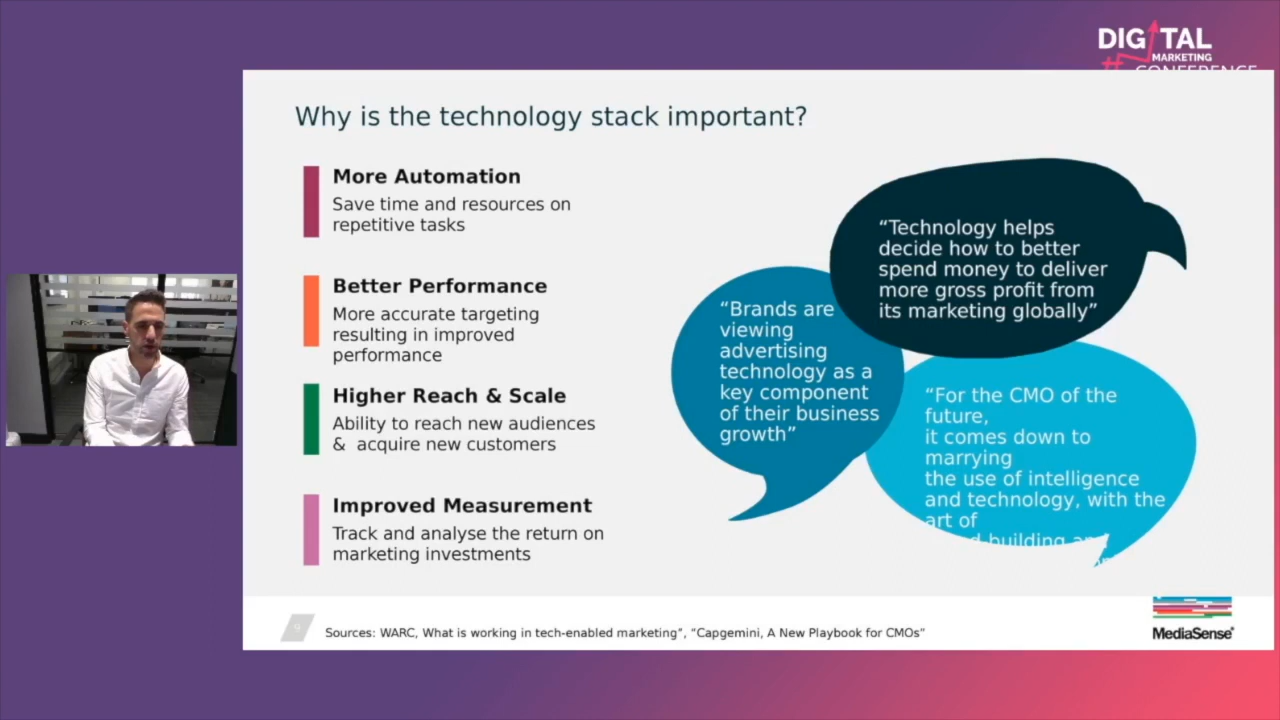 DIGITAL
MARKETING
#CONFERENCE
Why is the technology stack important?
More Automation
Save time and resources on
repetitive tasks
Better Performance
More accurate targeting
resulting in improved
performance
Higher Reach & Scale
Ability to reach new audiences
& acquire new customers
Improved Measurement
Track and analyse the return on
marketing investments
“Technology helps
decide how to better
spend money to deliver
more gross profit from
its marketing globally”
“Brands are
viewing
advertising
technology as a
key component
of their business
growth”
“For the CMO of the
future,
it comes down to
marrying
the use of intelligence
and technology, with the
art of
building and
9
Sources: WARC, What is working in tech-enabled marketing”, “Capgemini, A New Playbook for CMOs”
MediaSense